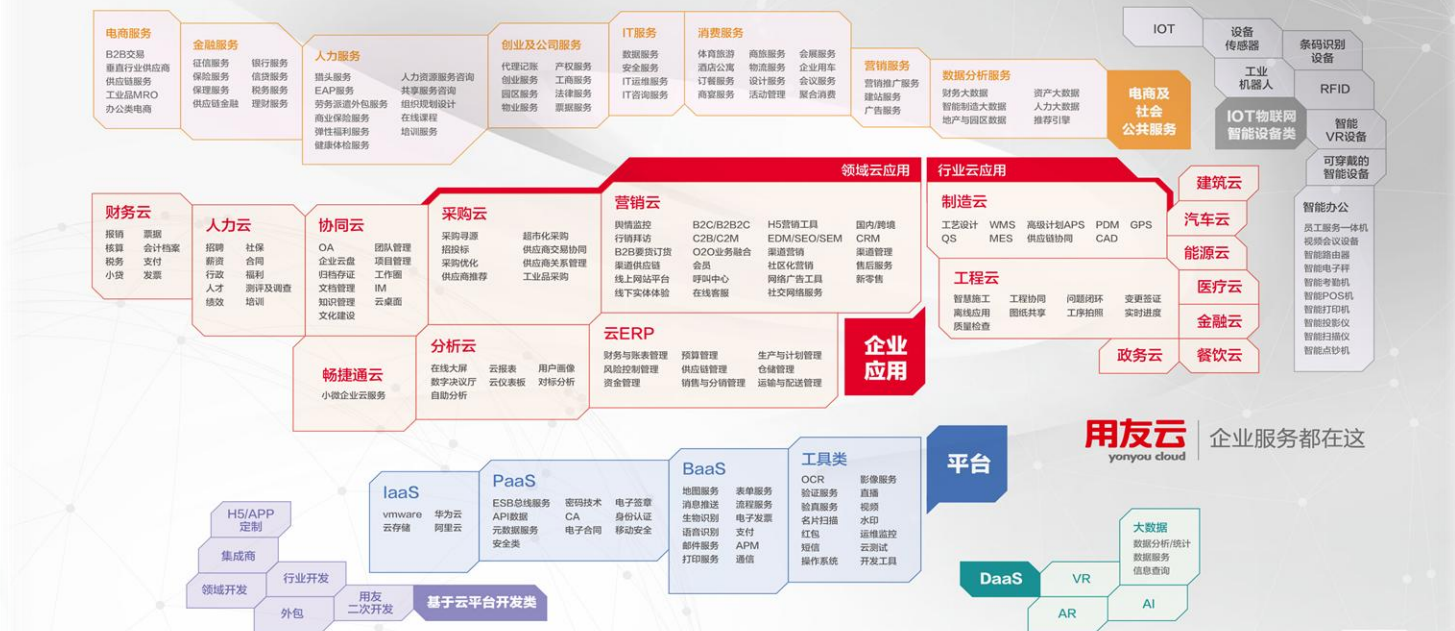 电商服务
B2B交易
垂直行业供应商
供应链服务
工业品MRO
办公类电商
金融服务
征信服务 银行服务
保险服务 信贷服务
保理服务 税务服务
供应链金融 理财服务
人力服务
猎头服务 人力资源服务咨询
EAP服务 共享服务咨询
劳务派遣外包服务 组织规划设计
商业保险服务 在线课程
弹性福利服务 培训服务
健康体检服务
创业及公司服务
代理记账 产权服务
创业服务 工商服务
园区服务 法律服务
物业服务 票据服务
IT服务
数据服务
安全服务
IT运维服务
IT咨询服务
消费服务
体育旅游 商旅服务 会展服务
酒店公寓 物流服务 企业用车
订餐服务 设计服务 会议服务
商宴服务 活动管理 聚合消费
营销服务
营销推广服务
建站服务
广告服务
数据分析服务
财务大数据 资产大数据
智能制造大数据 人力大数据
地产与园区数据 推荐引擎
电商及
社会
公共服务
IOT
设备
传感器
条码识别
设备
工业
机器人
RFID
IOT物联网
智能设备类
智能
VR设备
可穿戴的
智能设备
智能办公
员工服务一体机
视频会议设备
智能路由器
智能电子秤
智能考勤机
智能POS机
智能打印机
智能投影仪
智能扫描仪
智能点钞机
领域云应用
行业云应用
财务云
报销 票据
核算 会计档案
税务 支付
小贷 发票
人力云
招聘 社保
薪资 合同
行政 福利
人才 测评及调查
绩效 培训
协同云
OA 团队管理
企业云盘 项目管理
归档存证 工作圈
文档管理 IM
知识管理 云桌面
文化建设
采购云
采购寻源 超市化采购
招投标 供应商交易协同
采购优化 供应商关系管理
供应商推荐 工业品采购
营销云
舆情监控 B2C/B2B2C H5营销工具 国内/跨境
行销拜访 C2B/C2M EDM/SEO/SEM CRM
B2B要货订货 O2O业务融合 渠道营销 渠道管理
渠道供应链 会员 社区化营销 售后服务
线上网站平台 呼叫中心 网络广告工具 新零售
线下实体体验 在线客服 社交网络服务
制造云
工艺设计 WMS 高级计划APS PDM GPS
QS MES 供应链协同 CAD
工程云
智慧施工 工程协同 问题闭环 变更签证
离线应用 图纸共享 工序拍照 实时进度
质量检查
建筑云
汽车云
能源云
医疗云
金融云
政务云
餐饮云
畅捷通云
小微企业云服务
分析云
在线大屏 云报表 用户画像
数字决议厅 云仪表板 对标分析
自助分析
云ERP
财务与账表管理 预算管理 生产与计划管理
风险控制管理 供应链管理 仓储管理
资金管理 销售与分销管理 运输与配送管理
企业
应用
用友云
yonyou cloud
企业服务都在这
平台
IaaS
vmware 华为云
云存储 阿里云
PaaS
ESB总线服务 密码技术 电子签章
API数据 CA 身份认证
元数据服务 电子合同 移动安全
安全类
BaaS
地图服务 表单服务
消息推送 流程服务
生物识别 电子发票
语音识别 支付
邮件服务 APM
打印服务 通信
工具类
OCR 影像服务
验证服务 直播
验真服务 视频
名片扫描 水印
红包 运维监控
短信 云测试
操作系统 开发工具
H5/APP
定制
集成商
领域开发
行业开发
外包
用友
二次开发
基于云平台开发类
DaaS
VR
AR
AI
大数据
数据分析/统计
数据服务
信息查询